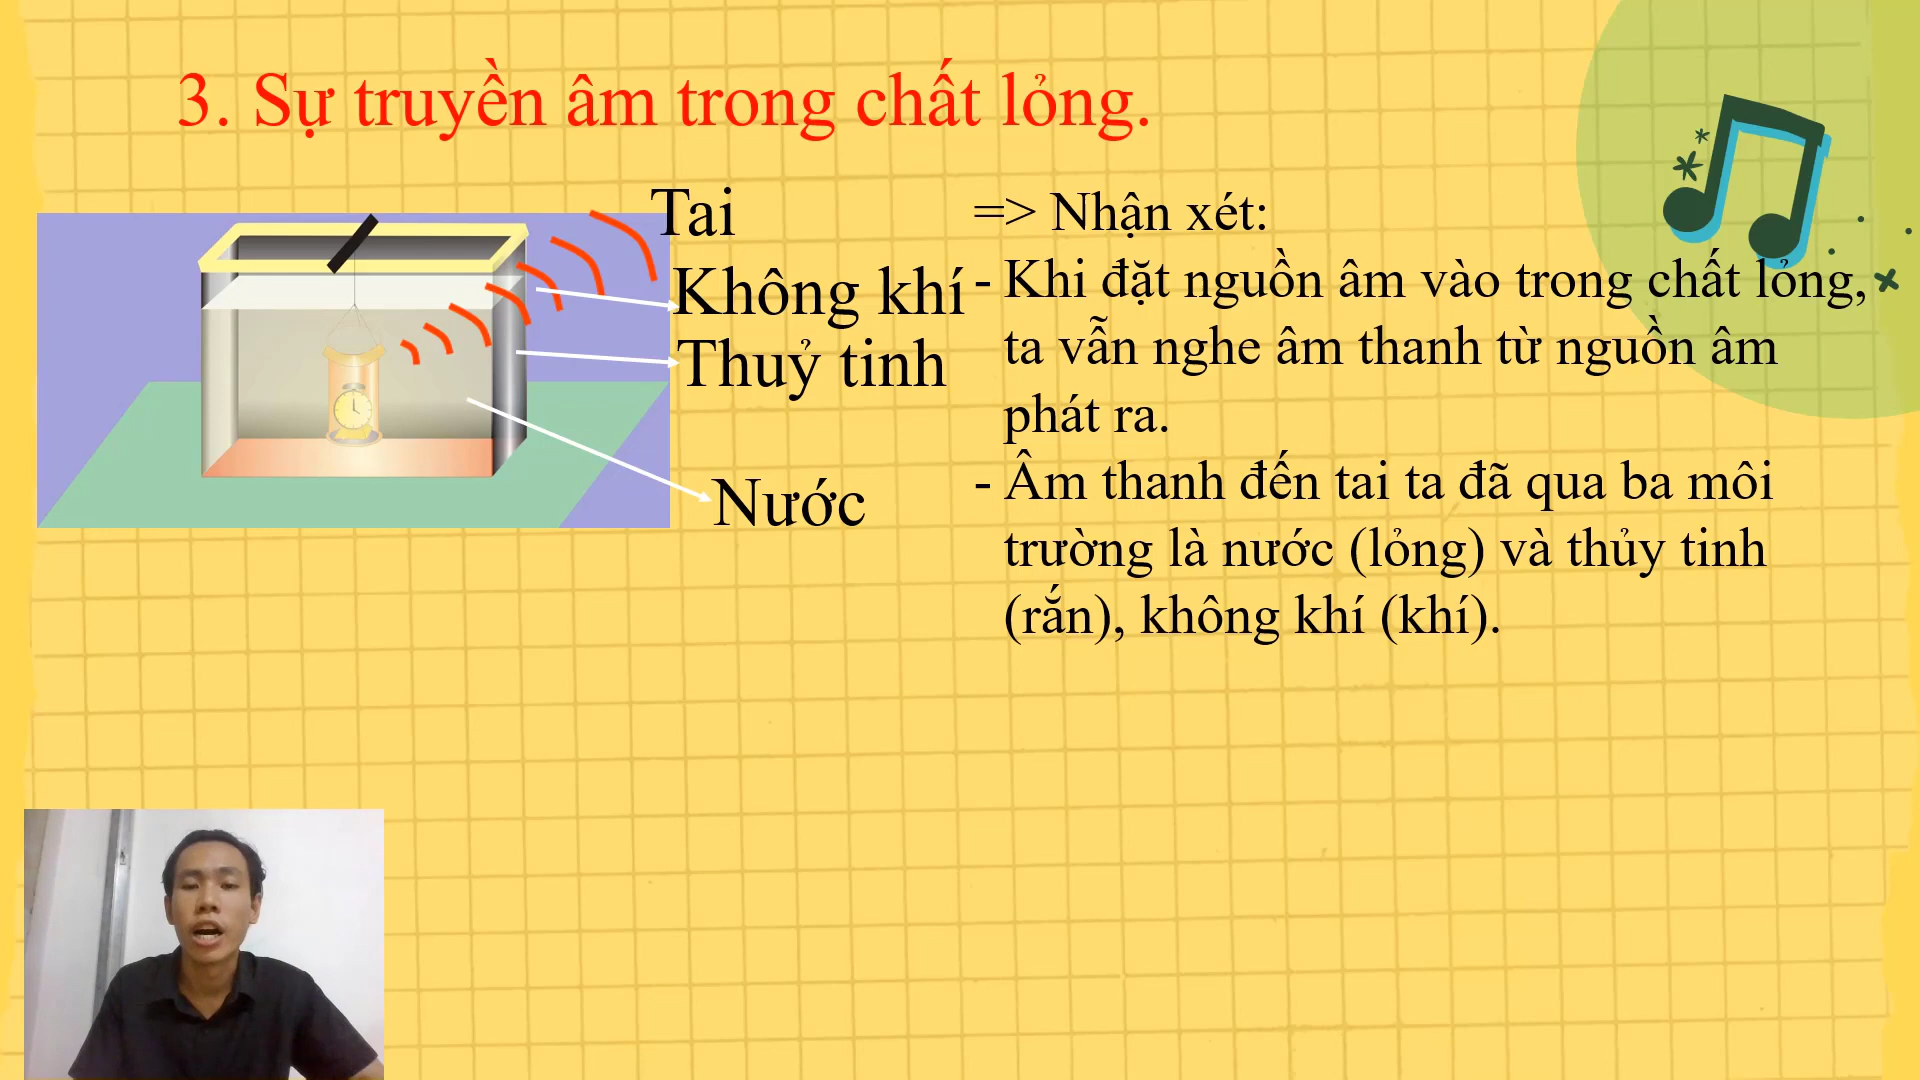 3. Sự truyền âm trong chất lỏng.
Tai
Không khí
Thuỷ tinh
Nước
=> Nhận xét:
- Khi đặt nguồn âm vào trong chất lỏng,
ta vẫn nghe âm thanh từ nguồn âm
phát ra.
- Âm thanh đến tai ta đã qua ba môi
trường là nước (lỏng) và thủy tinh
(rắn), không khí (khí).